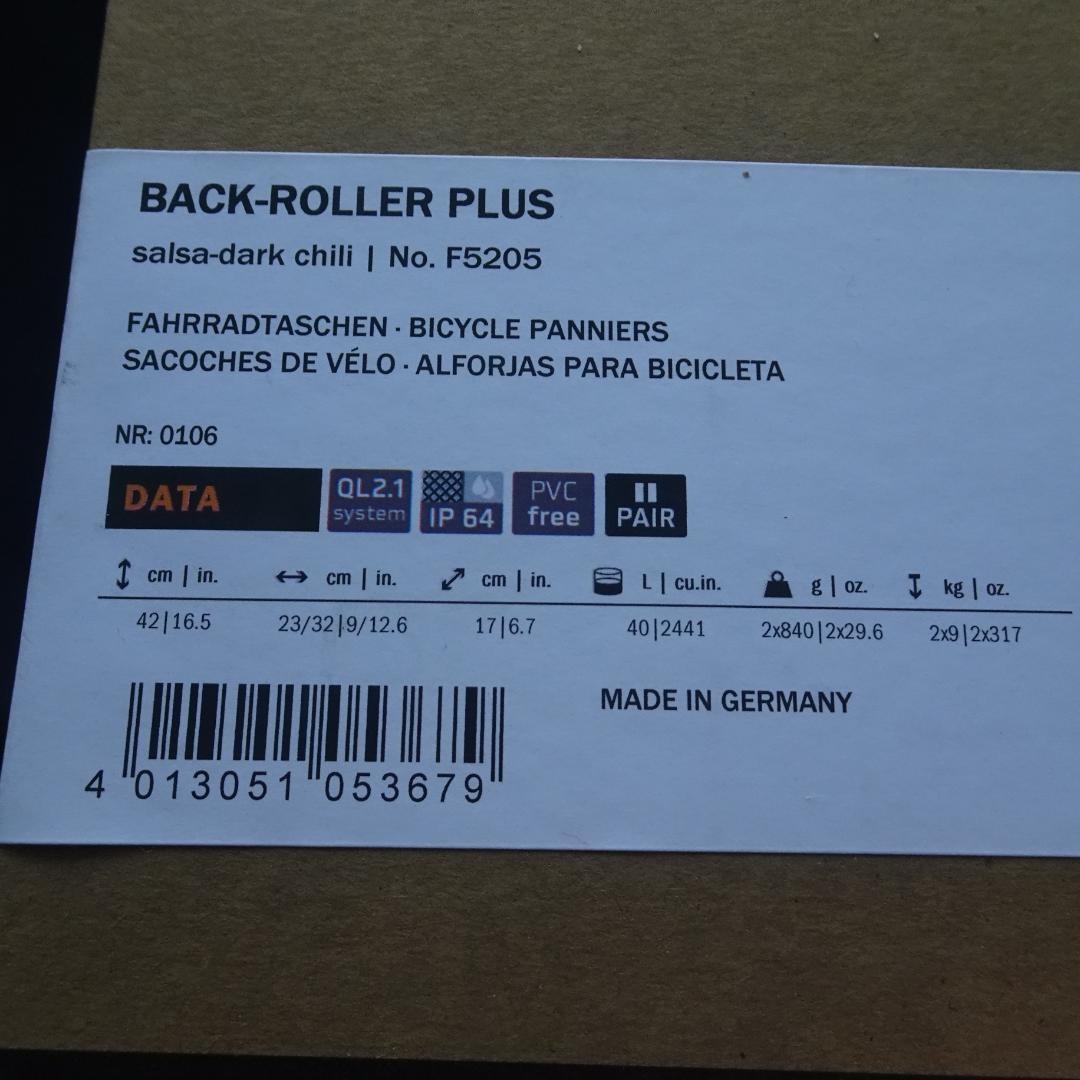 BACK-ROLLER PLUS
salsa-dark chili | No. F5205
FAHRRADTASCHEN · BICYCLE PANNIERS
SACOCHES DE VÉLO · ALFORJAS PARA BICICLETA
NR: 0106
DATA QL2.1 system IP 64 PVC free PAIR
cm | in. cm | in. cm | in. L | cu.in. g | oz. kg | oz.
42|16.5 23/32|9/12.6 17|6.7 40|2441 2x840|2x29.6 2x9|2x317
MADE IN GERMANY
4 013051 053679